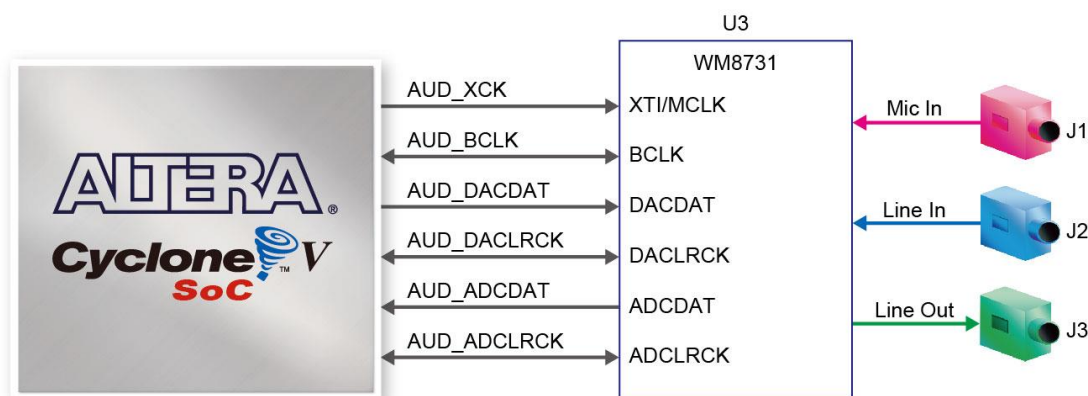 U3
WM8731
AUD_XCK
XTI/MCLK
Mic In
J1
AUD_BCLK
BCLK
ALTERA®
AUD_DACDAT
DACDAT
Line In
J2
Cyclone™ V
SoC
AUD_DACLRCK
DACLRCK
AUD_ADCDAT
ADCDAT
Line Out
J3
AUD_ADCLRCK
ADCLRCK